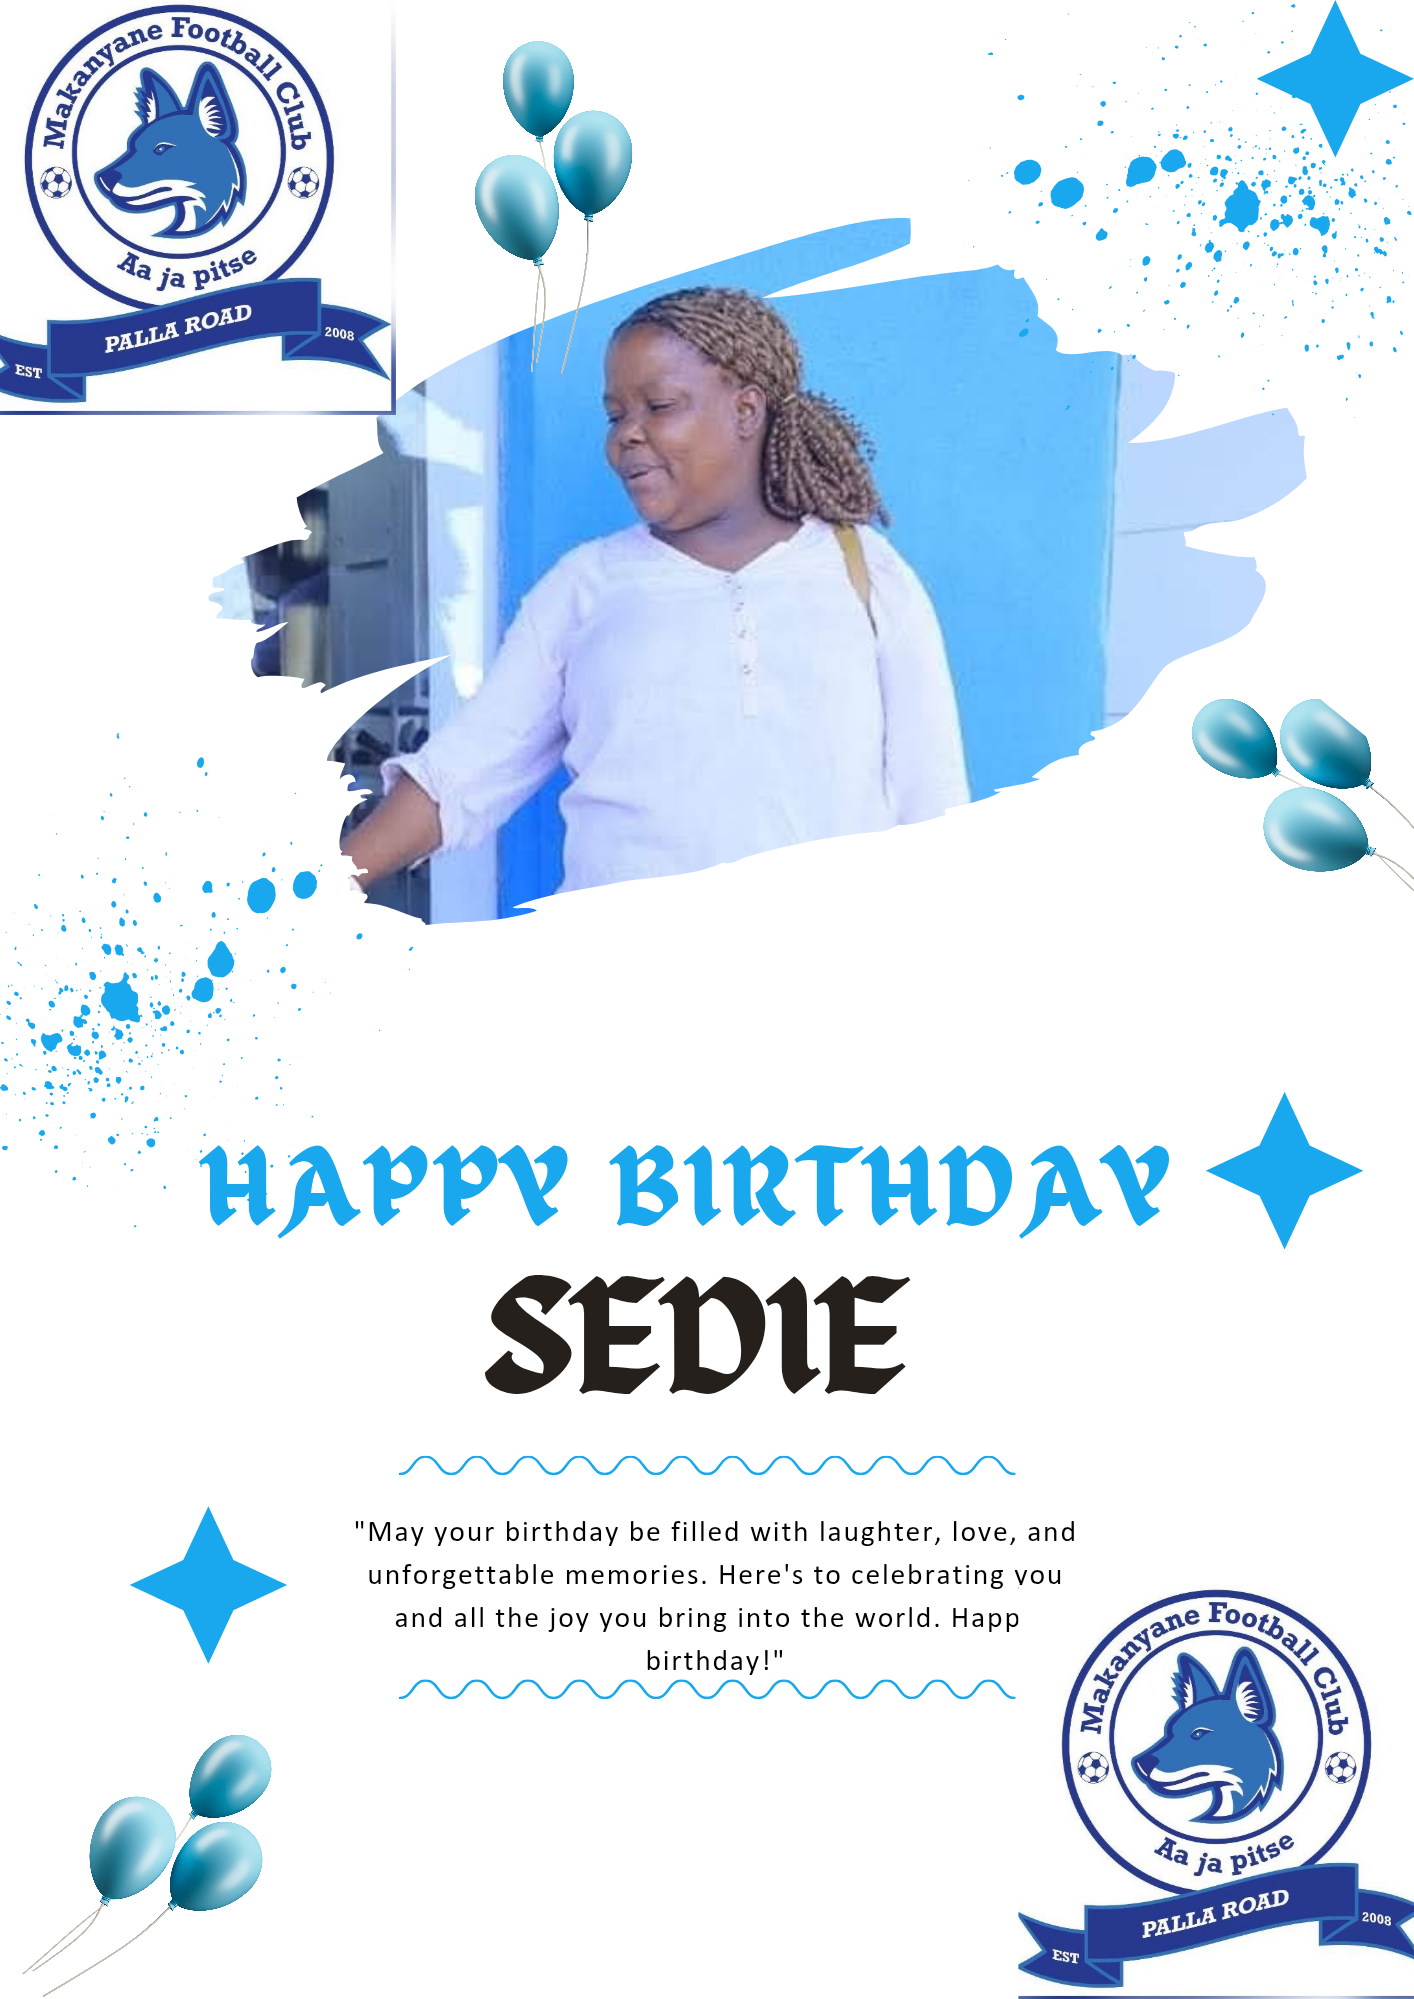 Makanyane Football Club
Aa ja pitse
PALLA ROAD
EST
2008
HAPPY BIRTHDAY
SEDIE
"May your birthday be filled with laughter, love, and
unforgettable memories. Here's to celebrating you
and all the joy you bring into the world. Happ
birthday!"
Makanyane Football Club
Aa ja pitse
PALLA ROAD
EST
2008